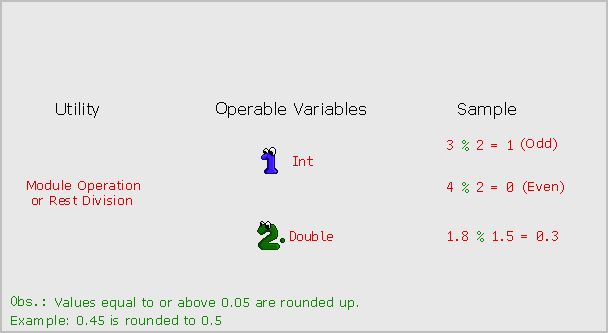 Utility Operable Variables Sample
3 % 2 = 1 (Odd)
1 Int
4 % 2 = 0 (Even)
Module Operation
or Rest Division
2. Double
1.8 % 1.5 = 0.3
Obs.: Values equal to or above 0.05 are rounded up.
Example: 0.45 is rounded to 0.5